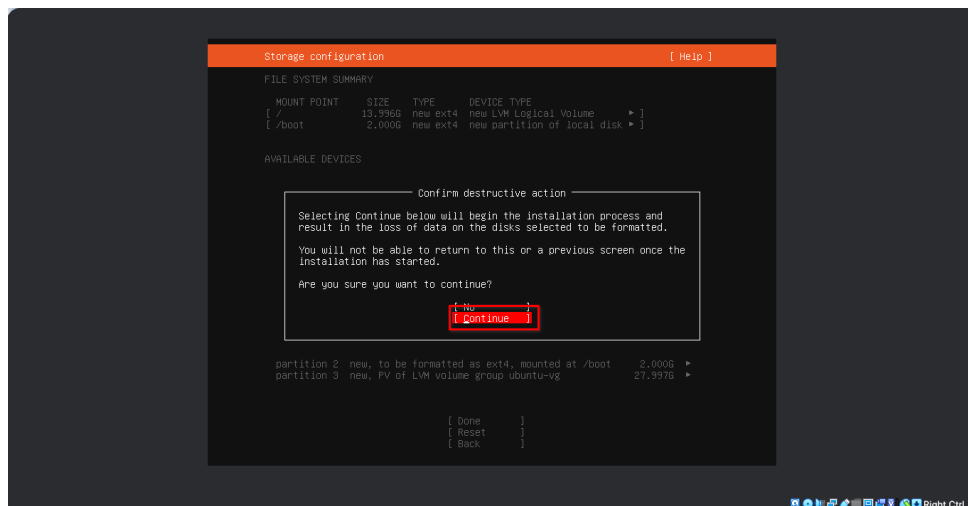 Storage configuration [ Help ]
FILE SYSTEM SUMMARY
MOUNT POINT SIZE TYPE DEVICE TYPE
[ / 13.996G new ext4 new LVM Logical Volume ▸ ]
[ /boot 2.000G new ext4 new partition of local disk ▸ ]
AVAILABLE DEVICES
Confirm destructive action
Selecting Continue below will begin the installation process and
result in the loss of data on the disks selected to be formatted.
You will not be able to return to this or a previous screen once the
installation has started.
Are you sure you want to continue?
[ No ]
[ Continue ]
partition 2 new, to be formatted as ext4, mounted at /boot 2.000G ▸
partition 3 new, PV of LVM volume group ubuntu-vg 27.997G ▸
[ Done ]
[ Reset ]
[ Back ]
Right Ctrl